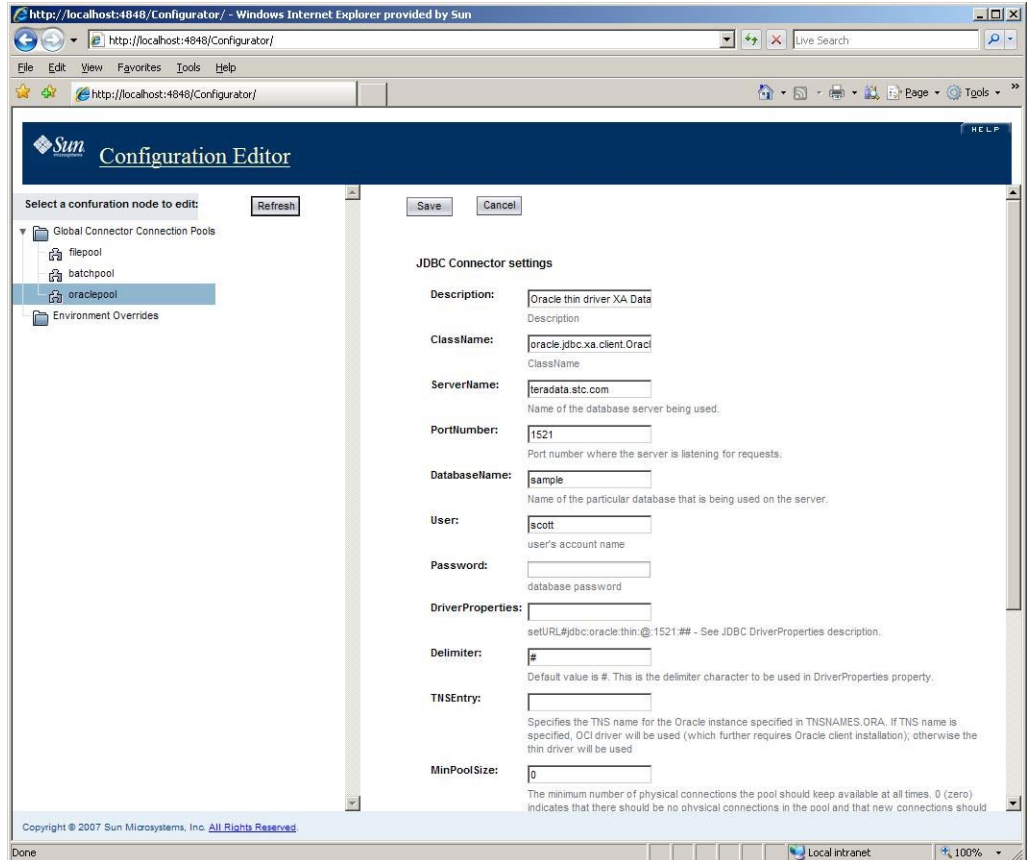 http://localhost:4848/Configurator/ - Windows Internet Explorer provided by Sun
http://localhost:4848/Configurator/
Live Search
File Edit View Favorites Tools Help
http://localhost:4848/Configurator/
Page Tools »
HELP
Sun
microsystems
Configuration Editor
Select a confuration node to edit:
Refresh
Global Connector Connection Pools
filepool
batchpool
oraclepool
Environment Overrides
Save Cancel
JDBC Connector settings
Description: Oracle thin driver XA Data
Description
ClassName: oracle.jdbc.xa.client.Oracl
ClassName
ServerName: teradata.stc.com
Name of the database server being used.
PortNumber: 1521
Port number where the server is listening for requests.
DatabaseName: sample
Name of the particular database that is being used on the server.
User: scott
user's account name
Password:
database password
DriverProperties:
setURL#jdbc:oracle:thin:@:1521:## - See JDBC DriverProperties description.
Delimiter: #
Default value is #. This is the delimiter character to be used in DriverProperties property.
TNSEntry:
Specifies the TNS name for the Oracle instance specified in TNSNAMES.ORA. If TNS name is
specified, OCI driver will be used (which further requires Oracle client installation); otherwise the
thin driver will be used
MinPoolSize: 0
The minimum number of physical connections the pool should keep available at all times. 0 (zero)
indicates that there should be no physical connections in the pool and that new connections should
Copyright © 2007 Sun Microsystems, Inc. All Rights Reserved.
Done
Local intranet
100%